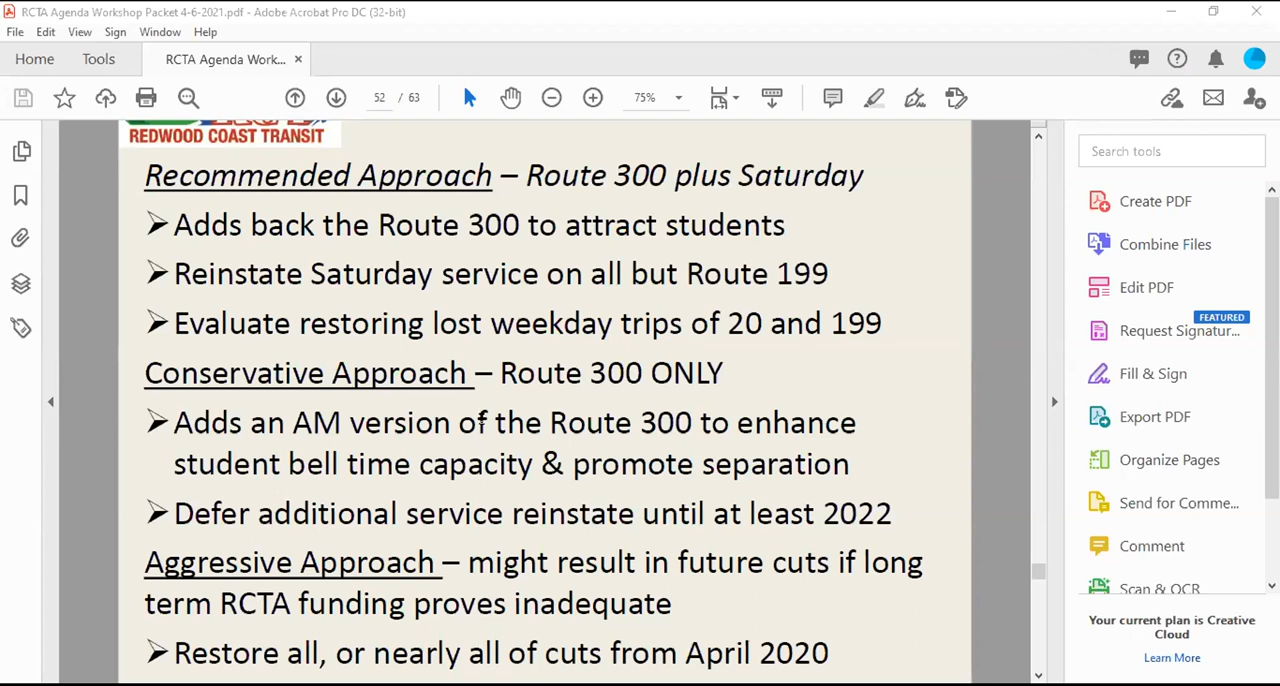 RCTA Agenda Workshop Packet 4-6-2021.pdf - Adobe Acrobat Pro DC (32-bit)
File Edit View Sign Window Help
Home Tools RCTA Agenda Work... ×
52 / 63 75%
REDWOOD COAST TRANSIT
Recommended Approach – Route 300 plus Saturday
Adds back the Route 300 to attract students
Reinstate Saturday service on all but Route 199
Evaluate restoring lost weekday trips of 20 and 199
Conservative Approach – Route 300 ONLY
Adds an AM version of the Route 300 to enhance
student bell time capacity & promote separation
Defer additional service reinstate until at least 2022
Aggressive Approach – might result in future cuts if long
term RCTA funding proves inadequate
Restore all, or nearly all of cuts from April 2020
Search tools
Create PDF
Combine Files
Edit PDF
FEATURED
Request Signatur...
Fill & Sign
Export PDF
Organize Pages
Send for Comme...
Comment
Scan & OCR
Your current plan is Creative
Cloud
Learn More